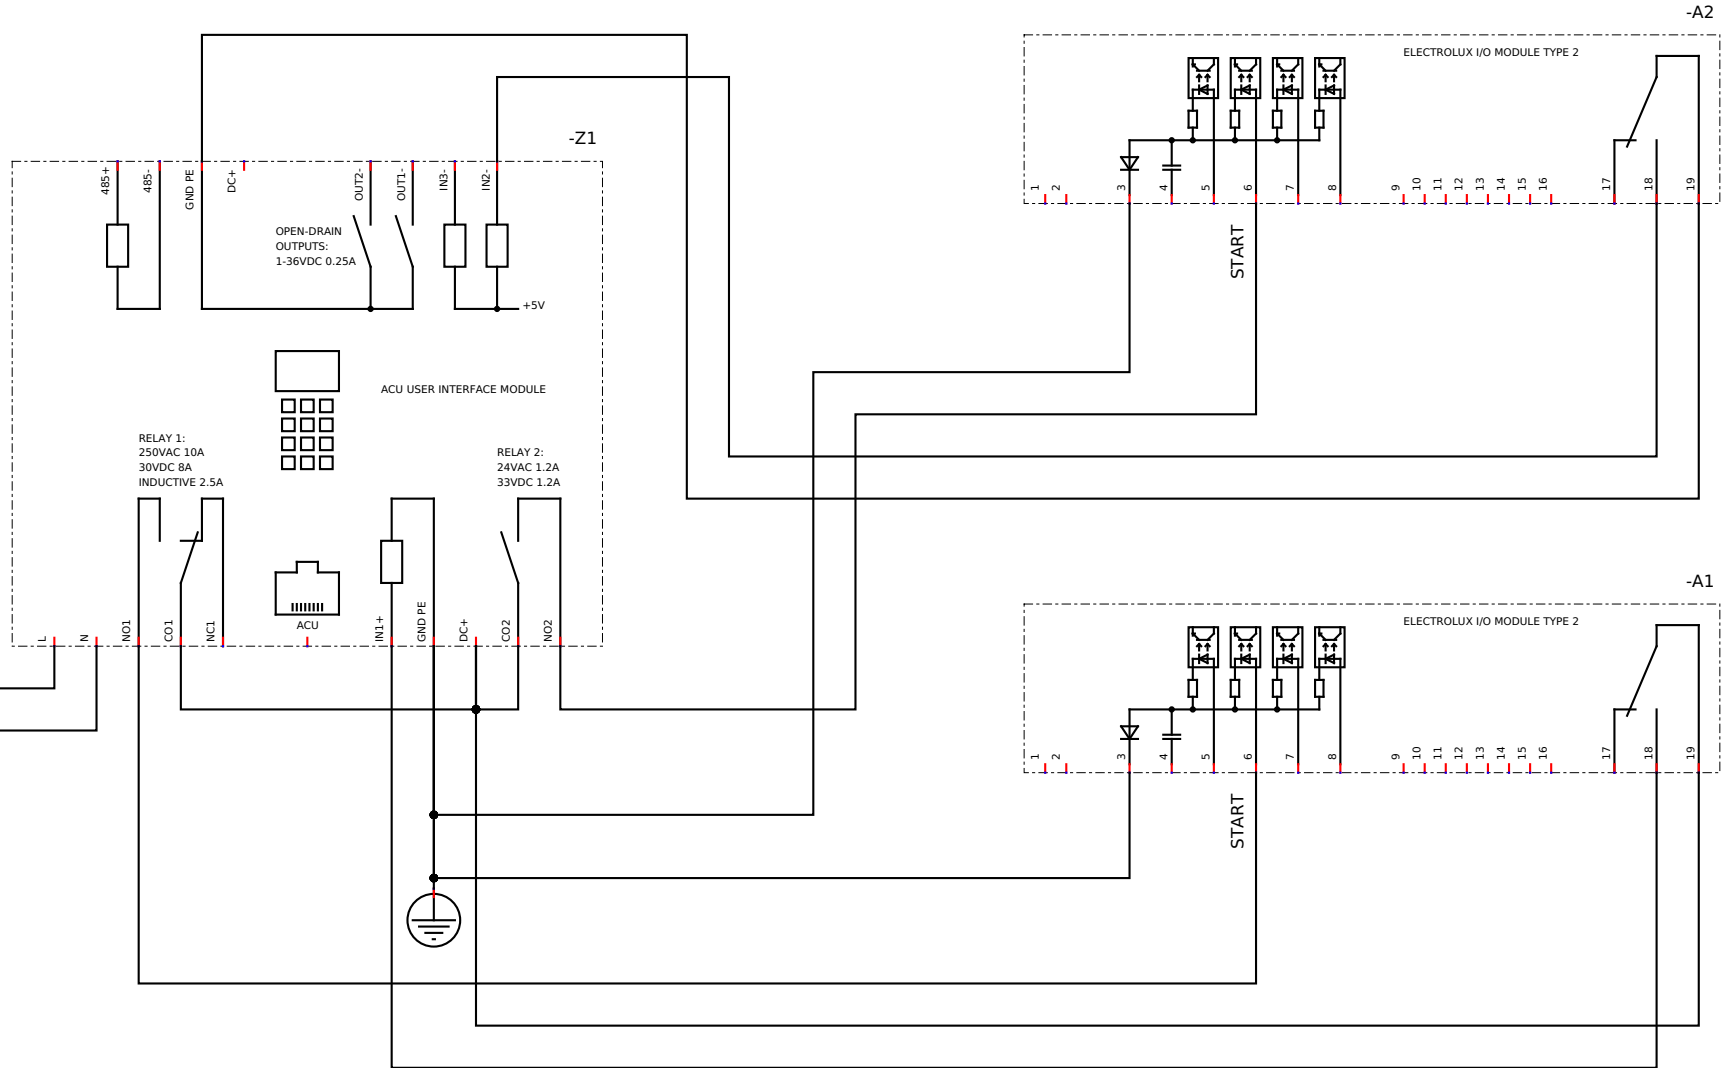 -A2
ELECTROLUX I/O MODULE TYPE 2
1 2 3 4 5 6 7 8 9 10 11 12 13 14 15 16 17 18 19
START
-Z1
485+ 485- GND PE DC+ OUT2- OUT1- IN3- IN2-
OPEN-DRAIN
OUTPUTS:
1-36VDC 0.25A
+5V
ACU USER INTERFACE MODULE
RELAY 1:
250VAC 10A
30VDC 8A
INDUCTIVE 2.5A
RELAY 2:
24VAC 1.2A
33VDC 1.2A
ACU
L N NO1 CO1 NC1 IN1+ GND PE DC+ CO2 NO2
-A1
ELECTROLUX I/O MODULE TYPE 2
1 2 3 4 5 6 7 8 9 10 11 12 13 14 15 16 17 18 19
START